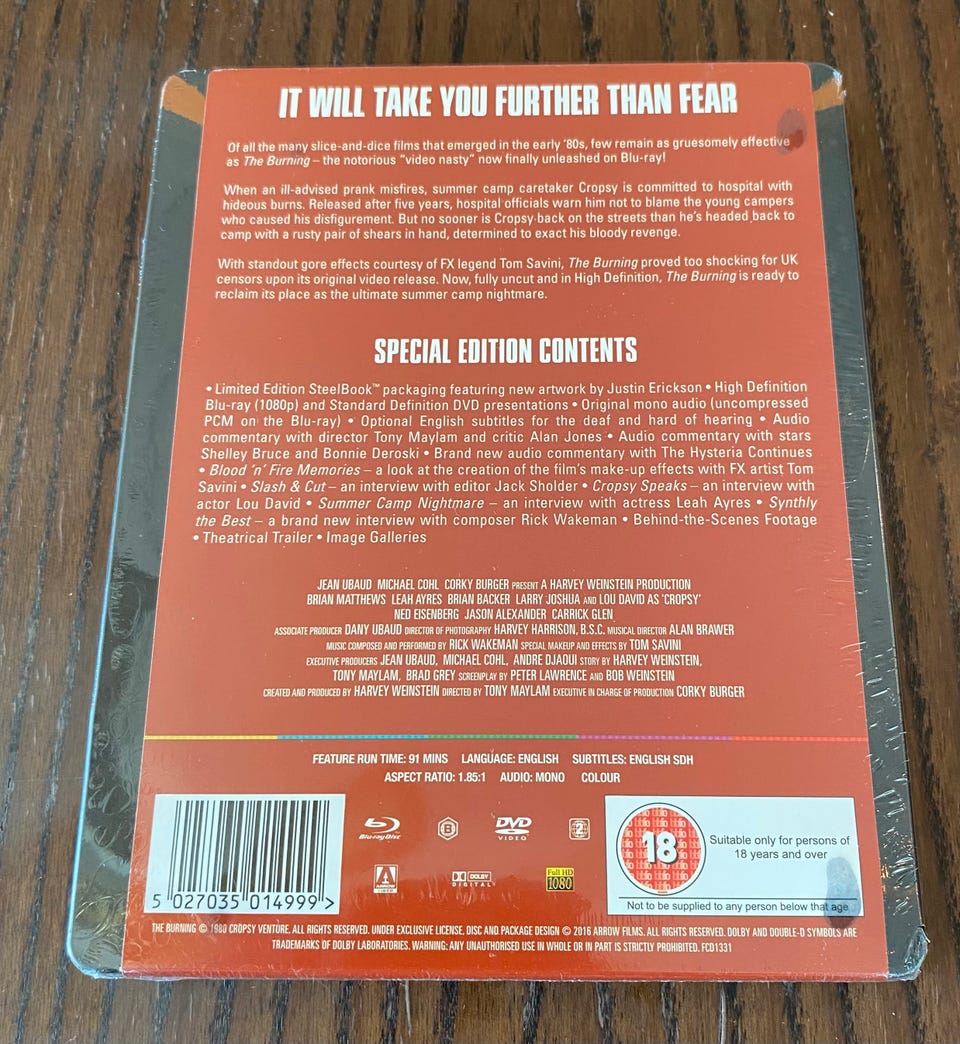 IT WILL TAKE YOU FURTHER THAN FEAR
Of all the many slice-and-dice films that emerged in the early '80s, few remain as gruesomely effective
as The Burning – the notorious "video nasty" now finally unleashed on Blu-ray!
When an ill-advised prank misfires, summer camp caretaker Cropsy is committed to hospital with
hideous burns. Released after five years, hospital officials warn him not to blame the young campers
who caused his disfigurement. But no sooner is Cropsy back on the streets than he's headed back to
camp with a rusty pair of shears in hand, determined to exact his bloody revenge.
With standout gore effects courtesy of FX legend Tom Savini, The Burning proved too shocking for UK
censors upon its original video release. Now, fully uncut and in High Definition, The Burning is ready to
reclaim its place as the ultimate summer camp nightmare.
SPECIAL EDITION CONTENTS
• Limited Edition SteelBook™ packaging featuring new artwork by Justin Erickson • High Definition
Blu-ray (1080p) and Standard Definition DVD presentations • Original mono audio (uncompressed
PCM on the Blu-ray) • Optional English subtitles for the deaf and hard of hearing • Audio
commentary with director Tony Maylam and critic Alan Jones • Audio commentary with stars
Shelley Bruce and Bonnie Deroski • Brand new audio commentary with The Hysteria Continues
• Blood 'n' Fire Memories – a look at the creation of the film's make-up effects with FX artist Tom
Savini • Slash & Cut – an interview with editor Jack Sholder • Cropsy Speaks – an interview with
actor Lou David • Summer Camp Nightmare – an interview with actress Leah Ayres • Synthly
the Best – a brand new interview with composer Rick Wakeman • Behind-the-Scenes Footage
• Theatrical Trailer • Image Galleries
JEAN UBAUD MICHAEL COHL CORKY BURGER PRESENT A HARVEY WEINSTEIN PRODUCTION
BRIAN MATTHEWS LEAH AYRES BRIAN BACKER LARRY JOSHUA AND LOU DAVID AS 'CROPSY'
NED EISENBERG JASON ALEXANDER CARRICK GLEN
ASSOCIATE PRODUCER DANY UBAUD DIRECTOR OF PHOTOGRAPHY HARVEY HARRISON, B.S.C. MUSICAL DIRECTOR ALAN BRAWER
MUSIC COMPOSED AND PERFORMED BY RICK WAKEMAN SPECIAL MAKEUP AND EFFECTS BY TOM SAVINI
EXECUTIVE PRODUCERS JEAN UBAUD, MICHAEL COHL, ANDRE DJAOUI STORY BY HARVEY WEINSTEIN,
TONY MAYLAM, BRAD GREY SCREENPLAY BY PETER LAWRENCE AND BOB WEINSTEIN
CREATED AND PRODUCED BY HARVEY WEINSTEIN DIRECTED BY TONY MAYLAM EXECUTIVE IN CHARGE OF PRODUCTION CORKY BURGER
FEATURE RUN TIME: 91 MINS LANGUAGE: ENGLISH SUBTITLES: ENGLISH SDH
ASPECT RATIO: 1.85:1 AUDIO: MONO COLOUR
Blu-ray Disc
B
DVD
VIDEO
2
ARROW
VIDEO
DOLBY
DIGITAL
Full HD
1080
5 027035 014999 >
18
Suitable only for persons of
18 years and over
Not to be supplied to any person below that age
THE BURNING © 1980 CROPSY VENTURE. ALL RIGHTS RESERVED. UNDER EXCLUSIVE LICENSE. DISC AND PACKAGE DESIGN © 2016 ARROW FILMS. ALL RIGHTS RESERVED. DOLBY AND DOUBLE-D SYMBOLS ARE
TRADEMARKS OF DOLBY LABORATORIES. WARNING: ANY UNAUTHORISED USE IN WHOLE OR IN PART IS STRICTLY PROHIBITED. FCD1331